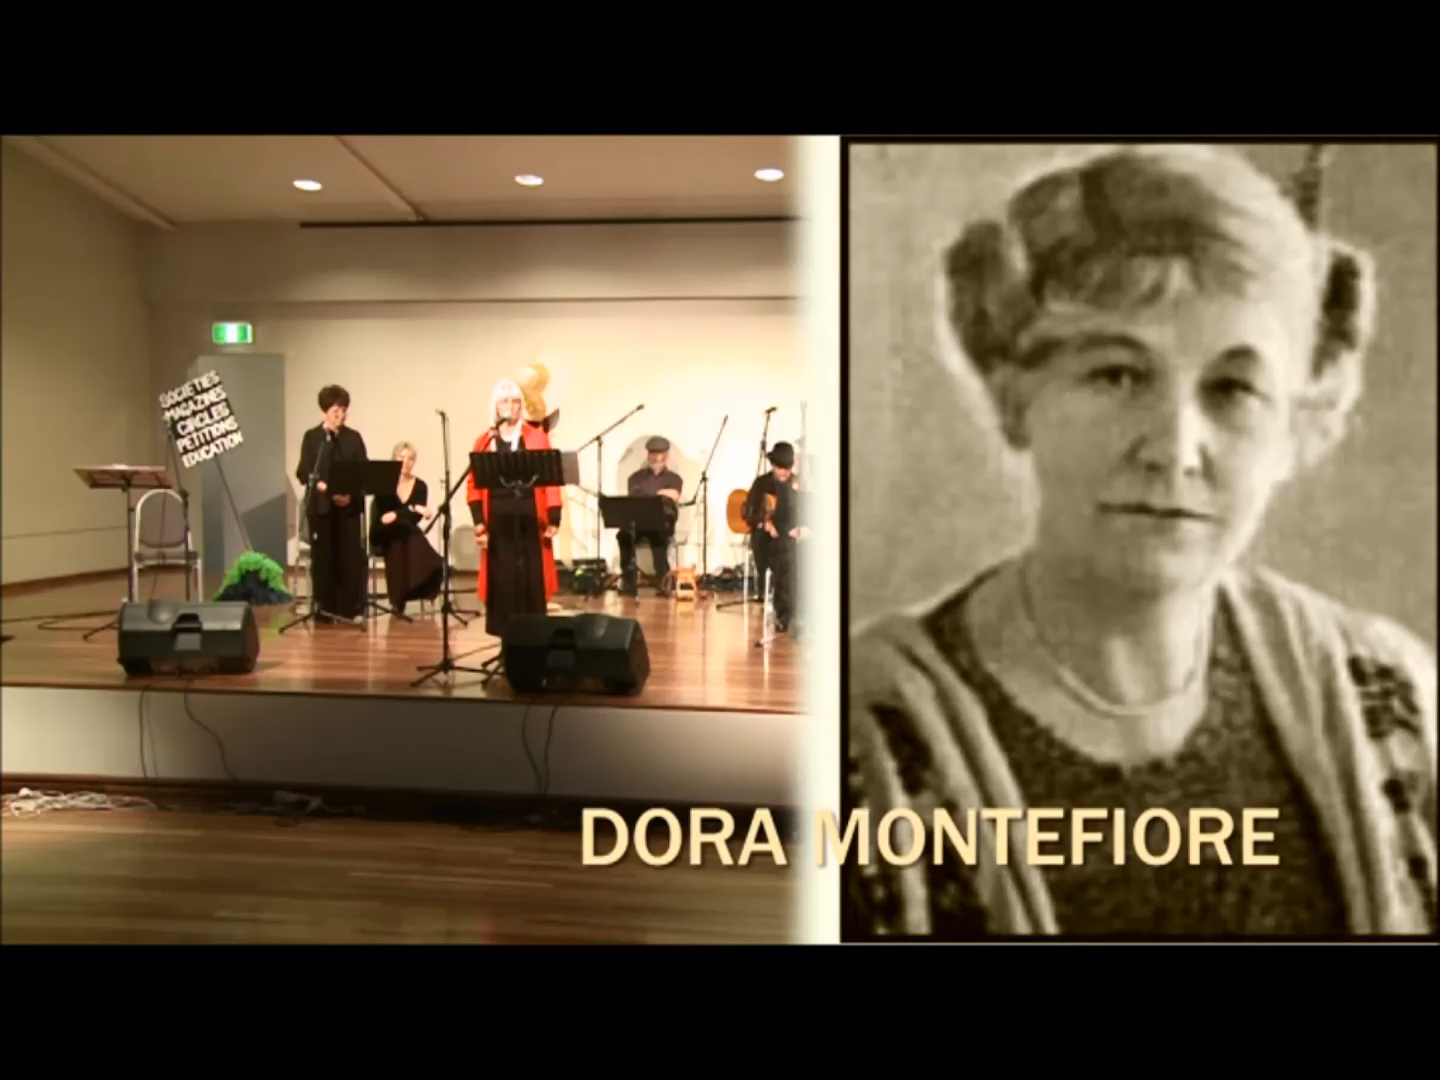 SOCIETIES
MAGAZINES
CIRCLES
PETITIONS
EDUCATION
DORA MONTEFIORE